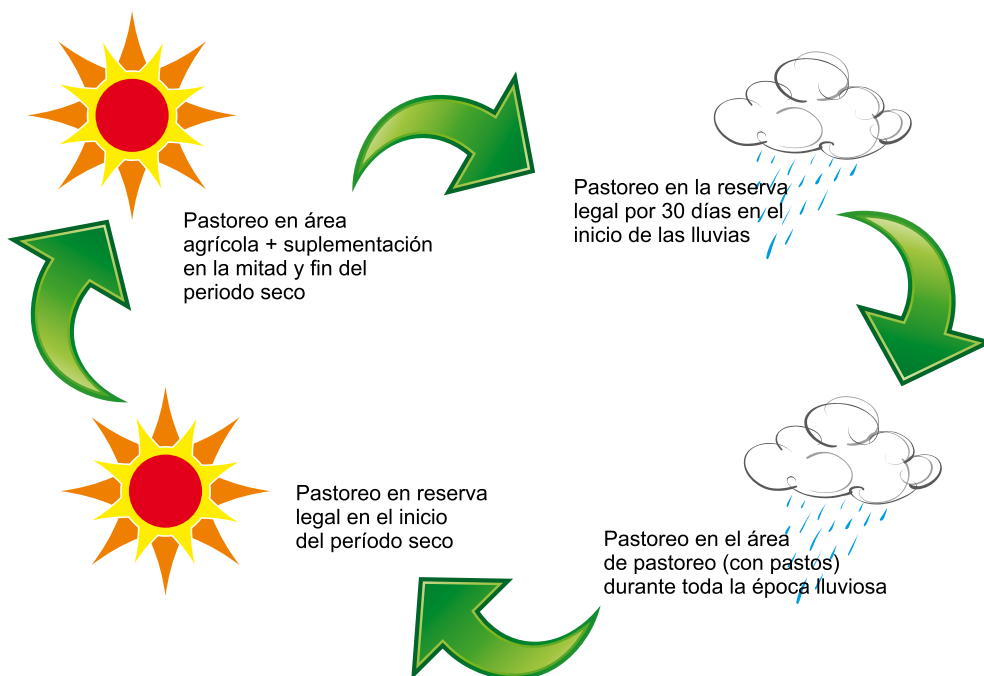 Pastoreo en área
agrícola + suplementación
en la mitad y fin del
periodo seco
Pastoreo en la reserva
legal por 30 días en el
inicio de las lluvias
Pastoreo en reserva
legal en el inicio
del período seco
Pastoreo en el área
de pastoreo (con pastos)
durante toda la época lluviosa